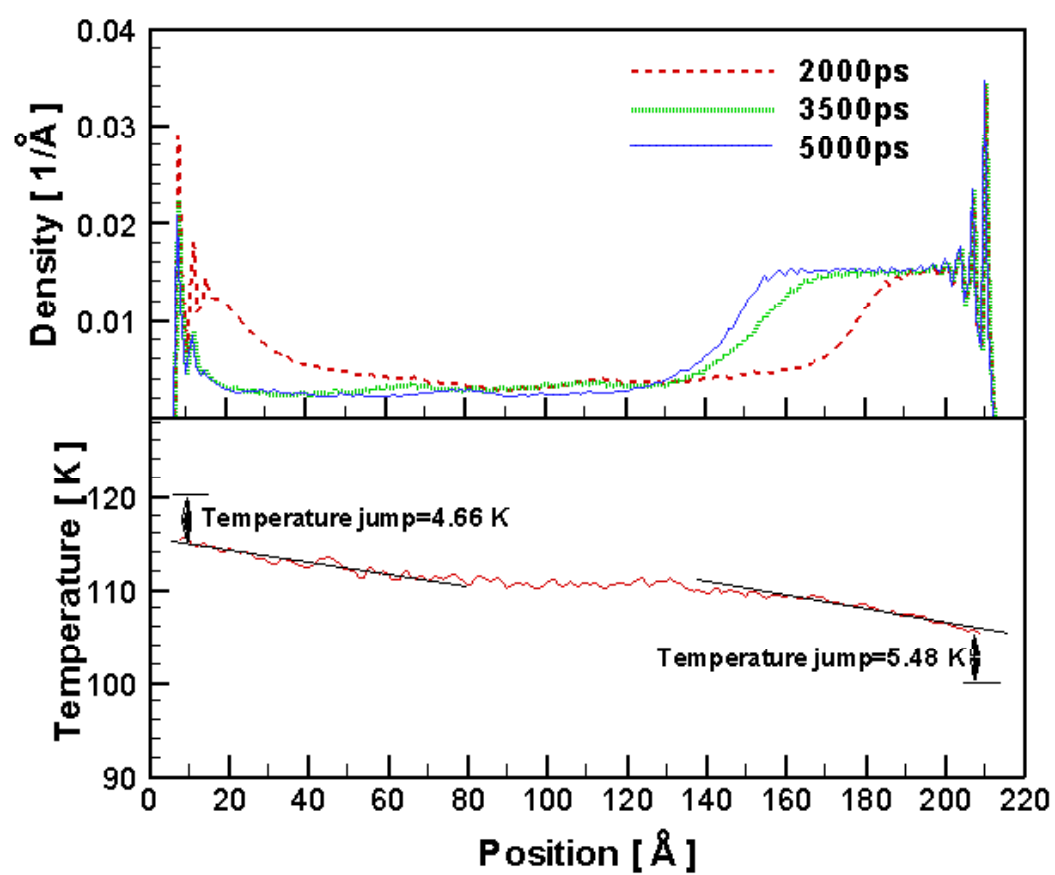 0.04
0.03
0.02
0.01
Density [ 1/Å ]
2000ps
3500ps
5000ps
120
110
100
90
Temperature [ K ]
Temperature jump=4.66 K
Temperature jump=5.48 K
0 20 40 60 80 100 120 140 160 180 200 220
Position [ Å ]